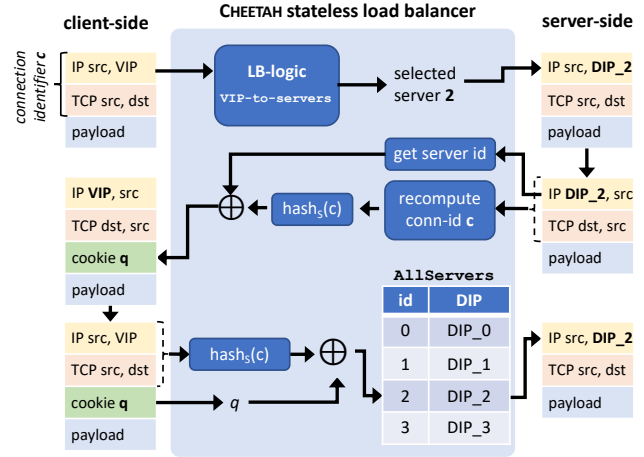 client-side
CHEETAH stateless load balancer
server-side
connection
identifier c
IP src, VIP
TCP src, dst
payload
LB-logic
VIP-to-servers
selected
server 2
IP src, DIP_2
TCP src, dst
payload
get server id
IP VIP, src
TCP dst, src
cookie q
payload
hashS(c)
recompute
conn-id c
IP DIP_2, src
TCP dst, src
payload
AllServers
id DIP
0 DIP_0
1 DIP_1
2 DIP_2
3 DIP_3
IP src, VIP
TCP src, dst
cookie q
payload
hashS(c)
q
IP src, DIP_2
TCP src, dst
payload